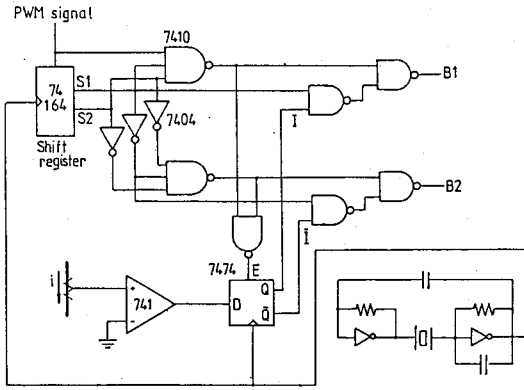 PWM signal
7410
B1
74
164
S1
S2
Shift
register
7404
I
B2
Ī
7474
E
i
+
-
741
D
Q
Q̄